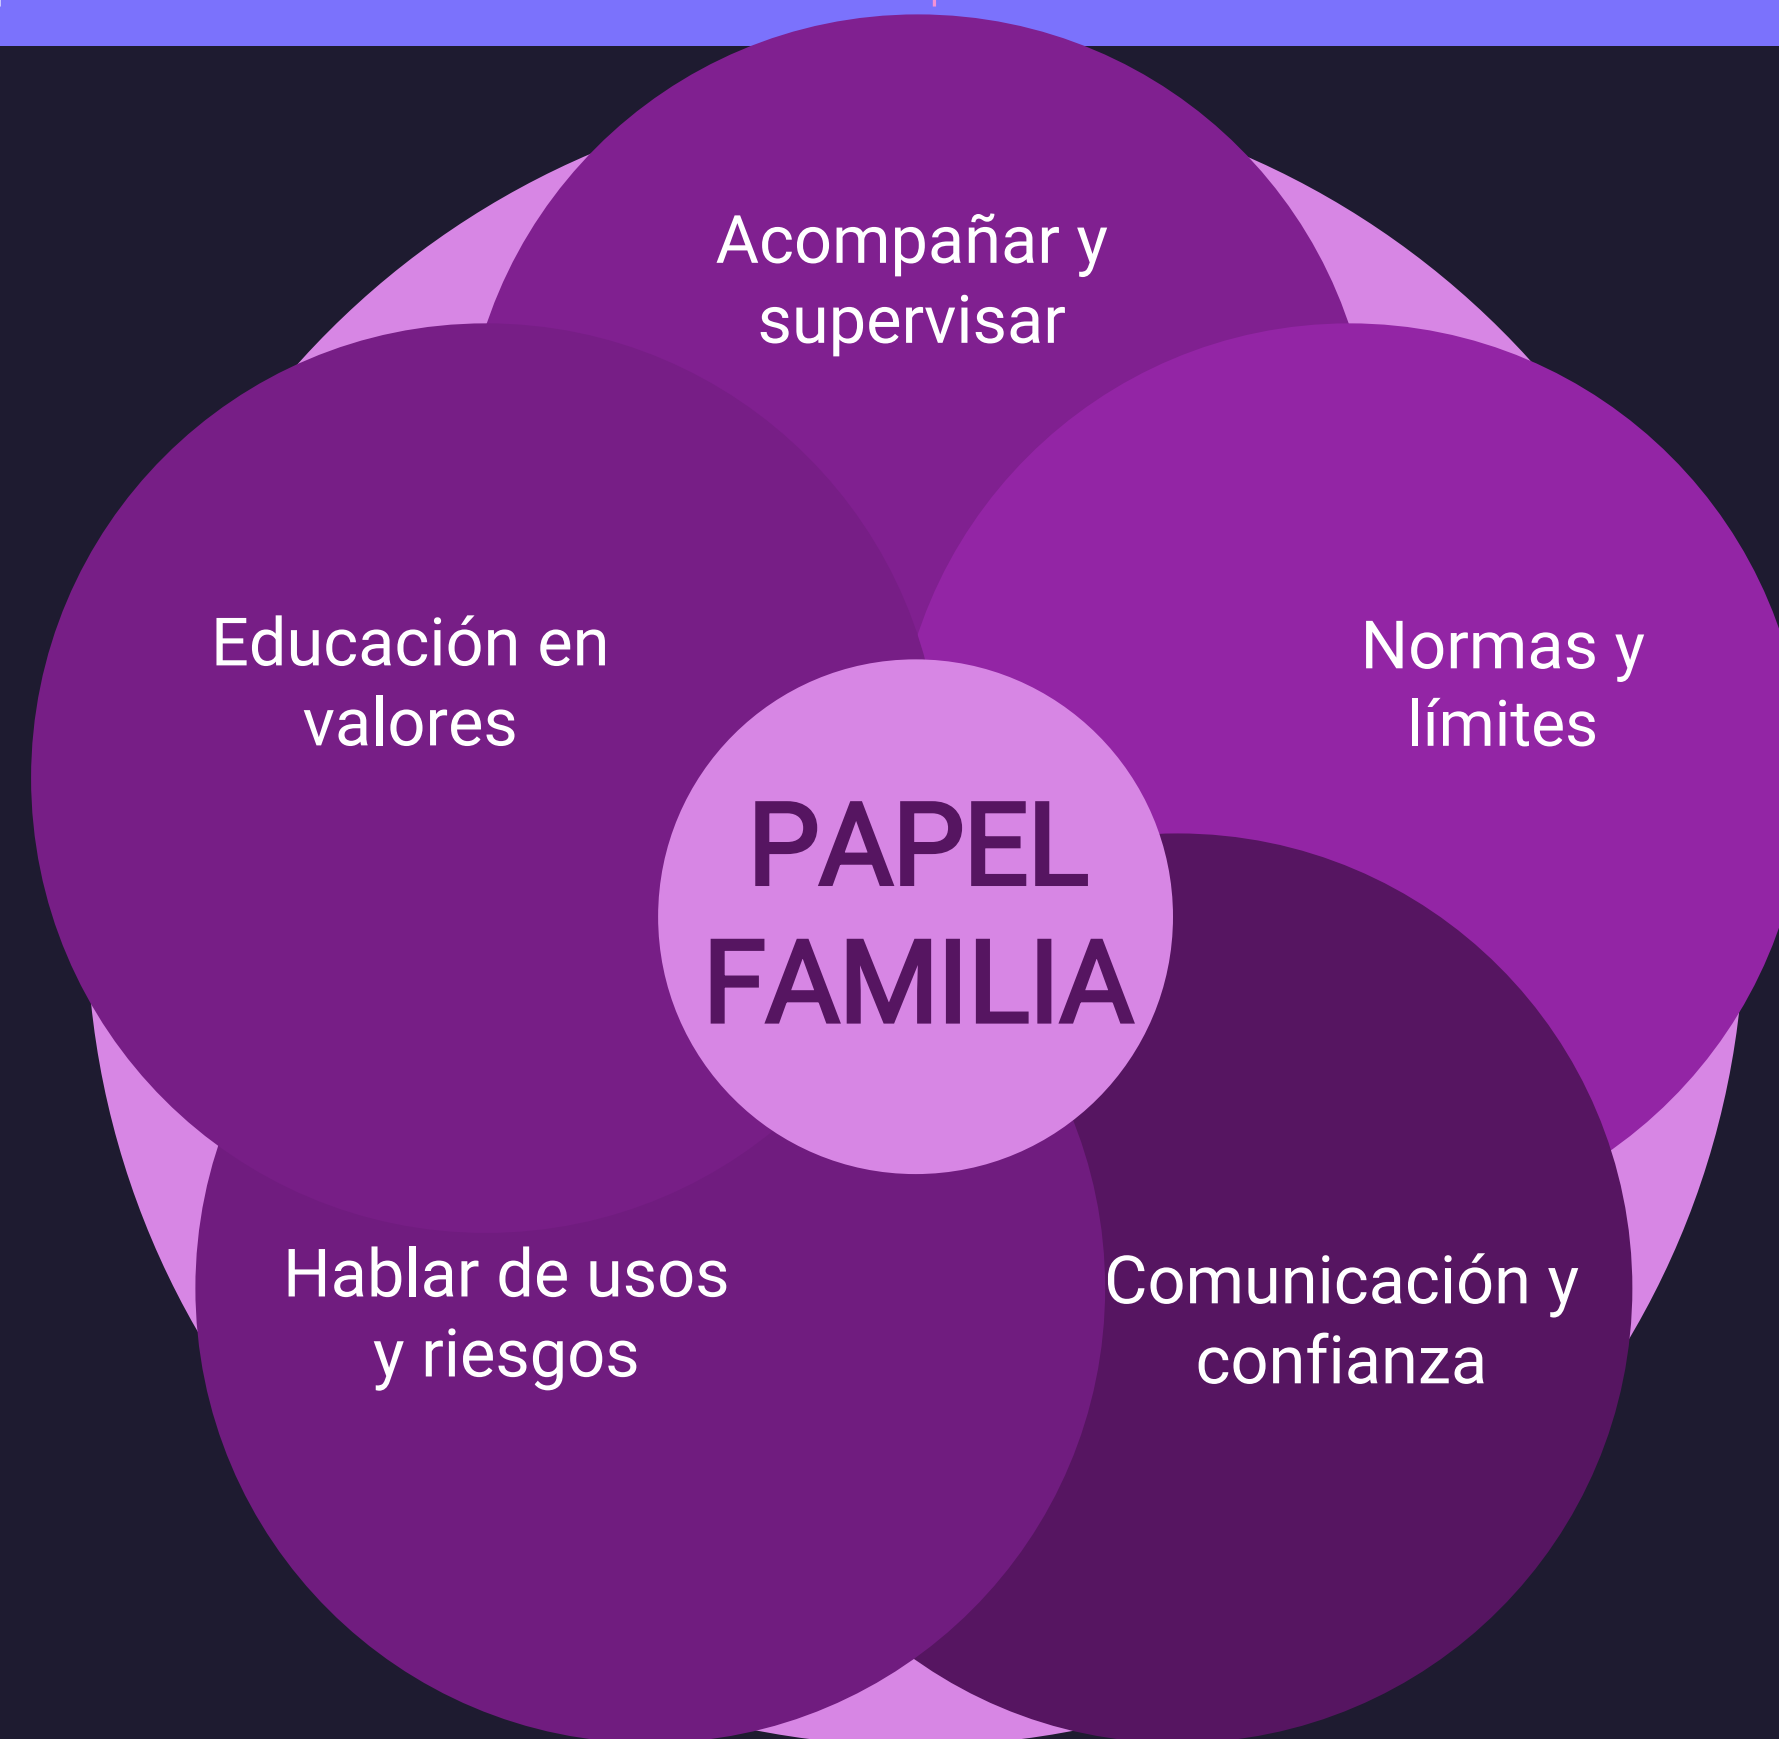 Acompañar y
supervisar
Educación en
valores
Normas y
límites
PAPEL
FAMILIA
Hablar de usos
y riesgos
Comunicación y
confianza